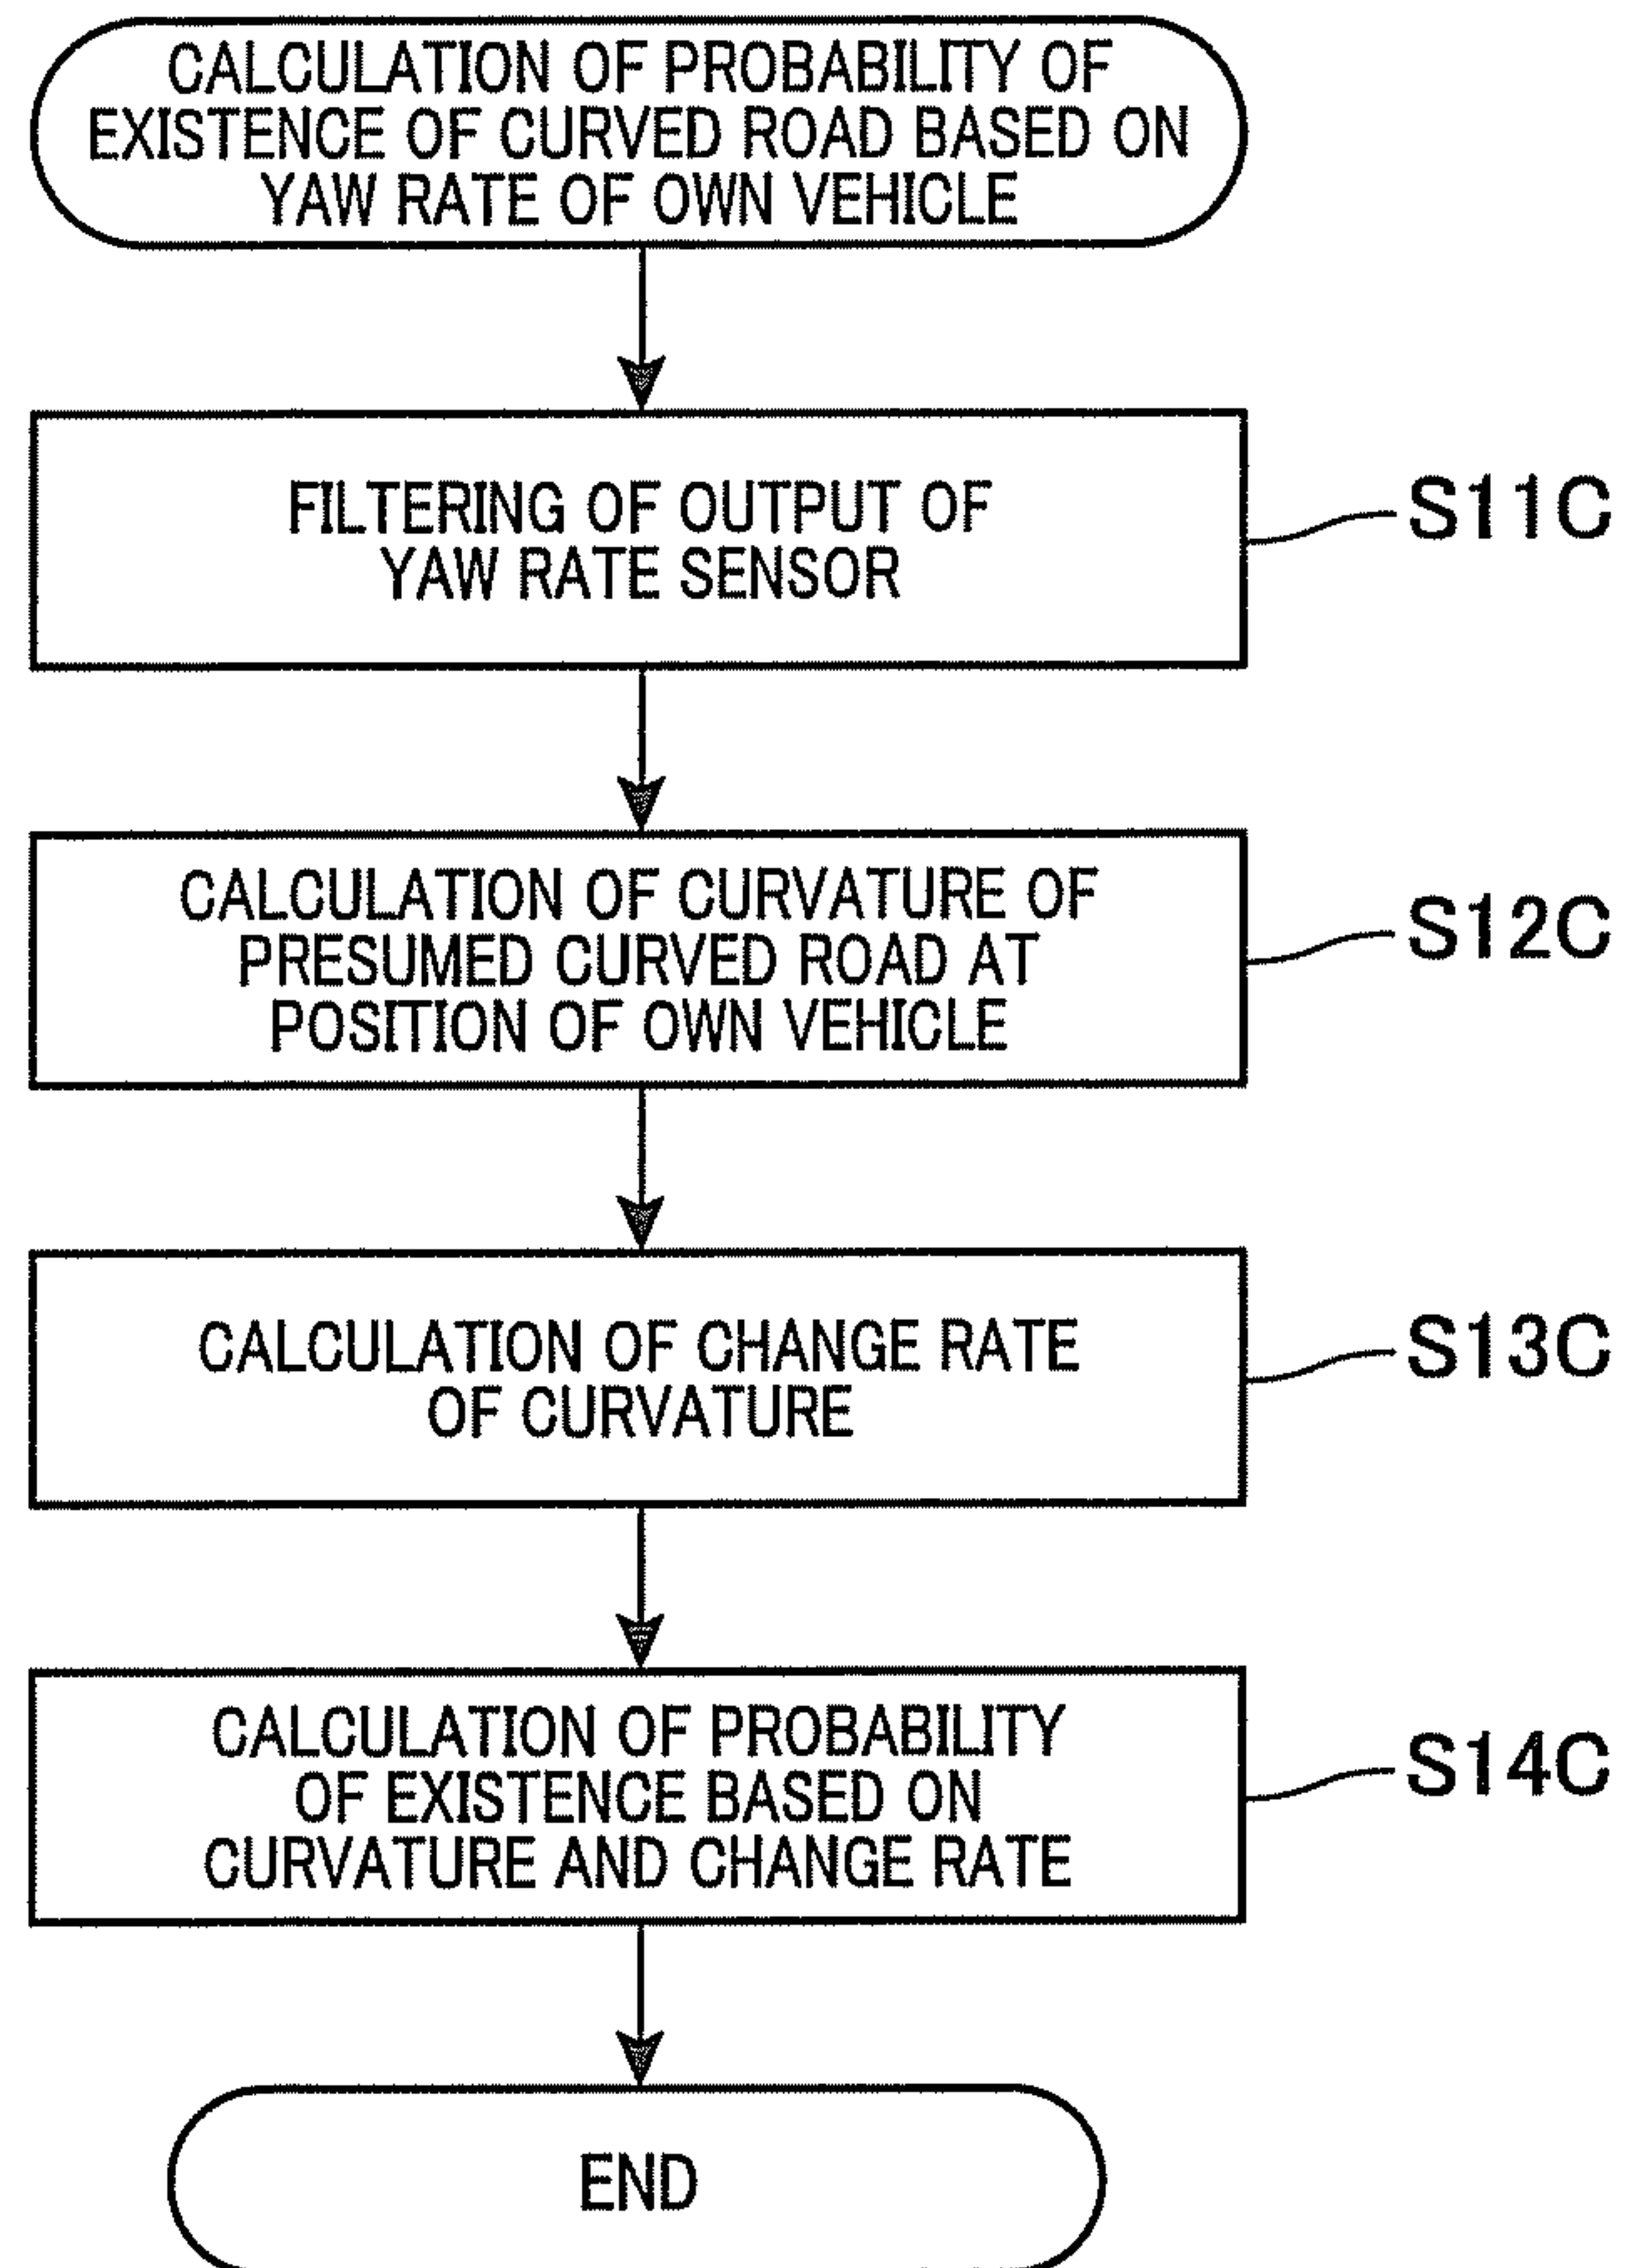 CALCULATION OF PROBABILITY OF
EXISTENCE OF CURVED ROAD BASED ON
YAW RATE OF OWN VEHICLE
FILTERING OF OUTPUT OF
YAW RATE SENSOR
S11C
CALCULATION OF CURVATURE OF
PRESUMED CURVED ROAD AT
POSITION OF OWN VEHICLE
S12C
CALCULATION OF CHANGE RATE
OF CURVATURE
S13C
CALCULATION OF PROBABILITY
OF EXISTENCE BASED ON
CURVATURE AND CHANGE RATE
S14C
END